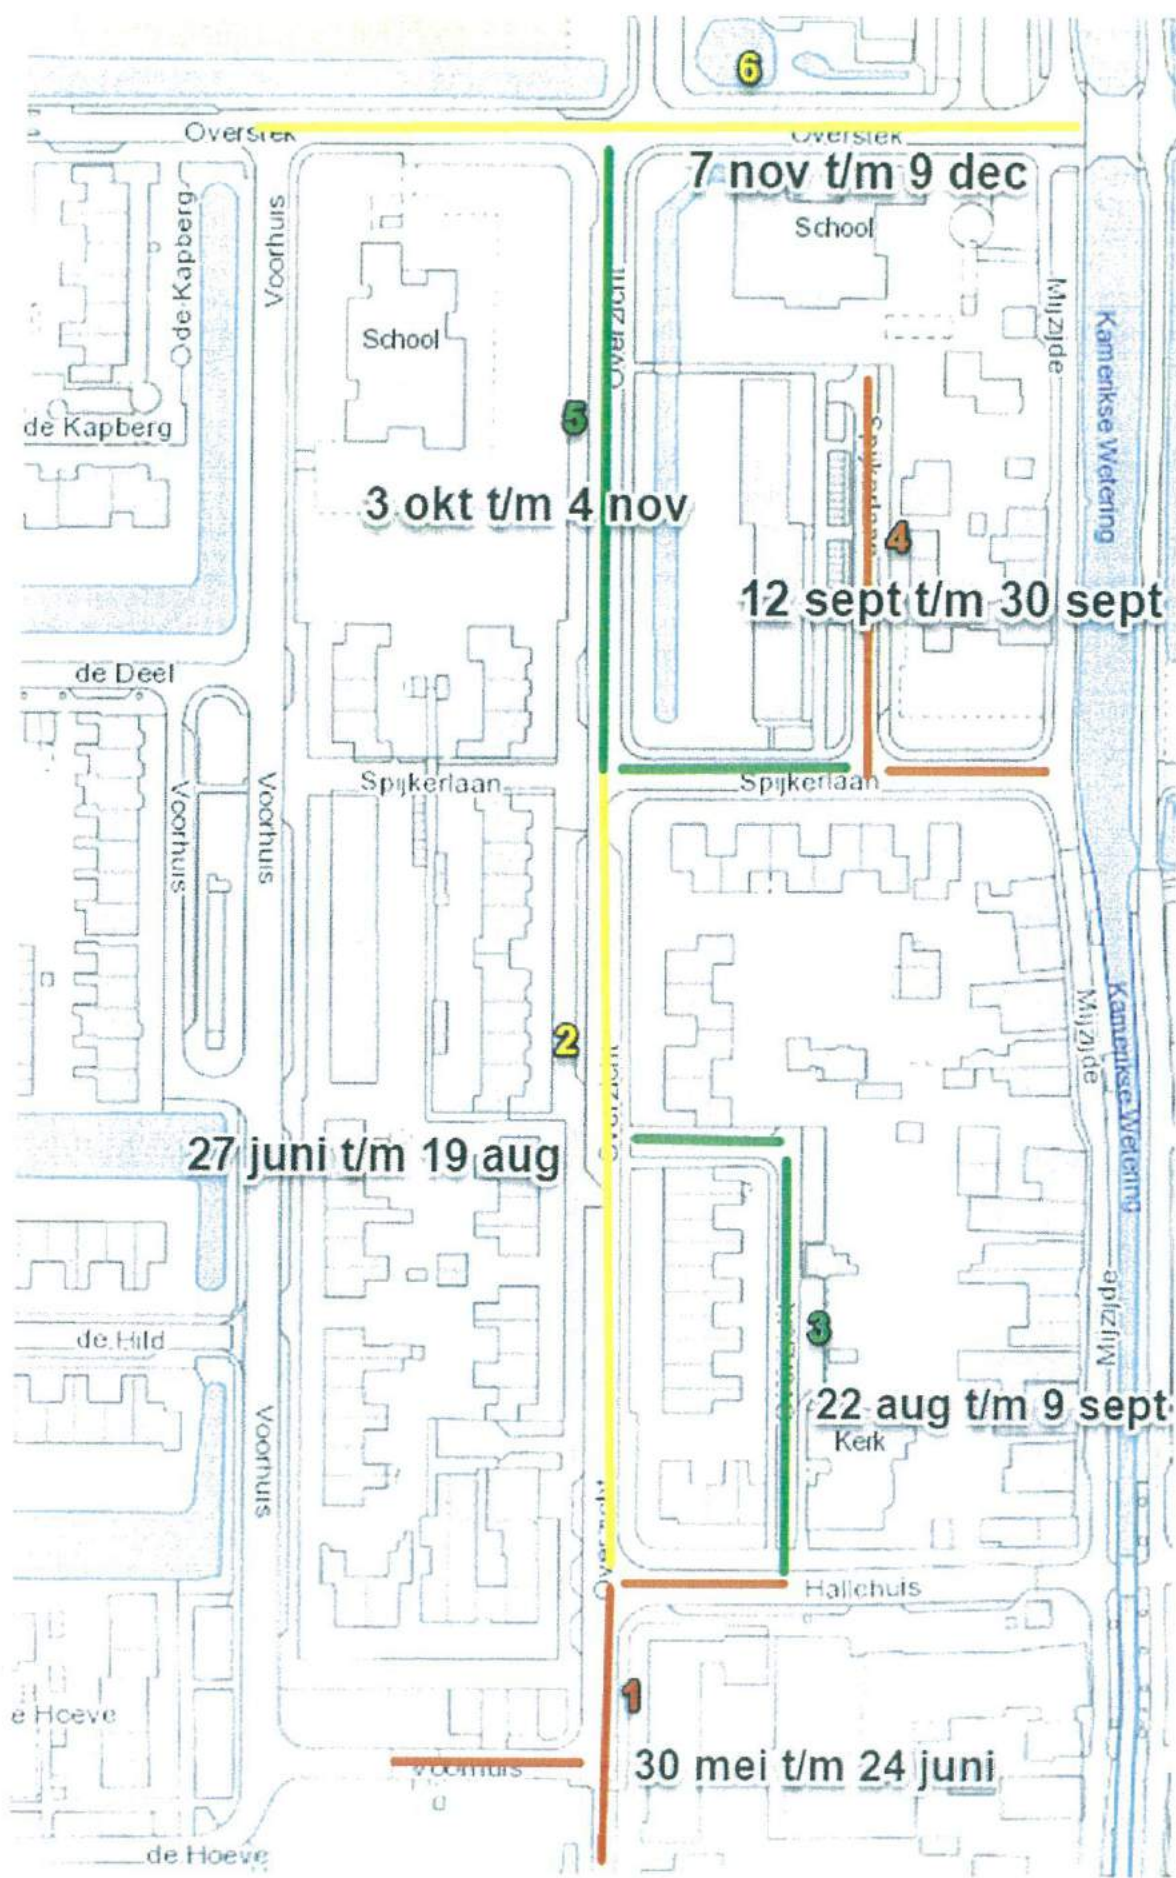 6
Overstek
Overstek
7 nov t/m 9 dec
School
de Kapberg
Voorhuis
Overzicht
Mijzijde
Kamerikse Wetering
School
de Kapberg
5
Spijkerlaan
3 okt t/m 4 nov
4
12 sept t/m 30 sept
de Deel
Spijkerlaan
Spijkerlaan
Voorhuis
Voorhuis
2
Overzicht
Mijzijde
Kamerikse Wetering
27 juni t/m 19 aug
de Hild
3
Mijzijde
22 aug t/m 9 sept
Kerk
Voorhuis
Overzicht
Hallehuis
1
e Hoeve
30 mei t/m 24 juni
Voorhuis
de Hoeve